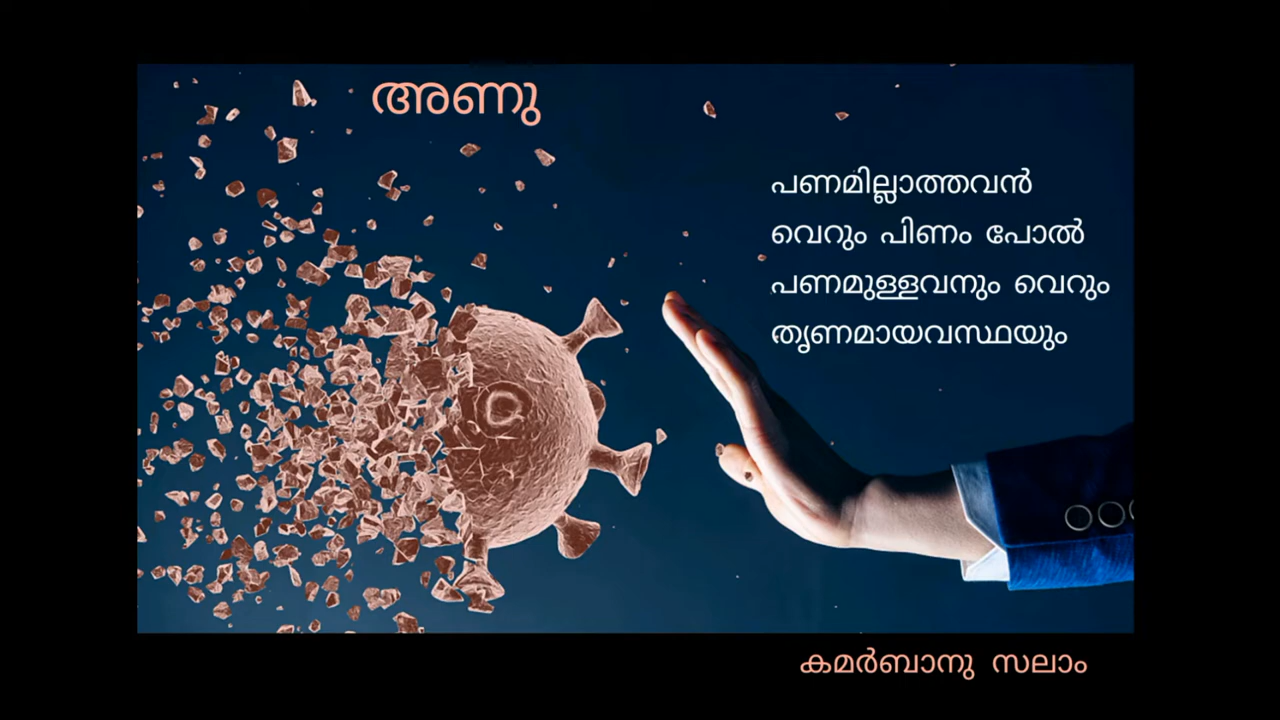 അണു
പണമില്ലാത്തവൻ
വെറും പിണം പോൽ
പണമുള്ളവനും വെറും
തൃണമായവസ്ഥയും
കമർബാനു സലാം